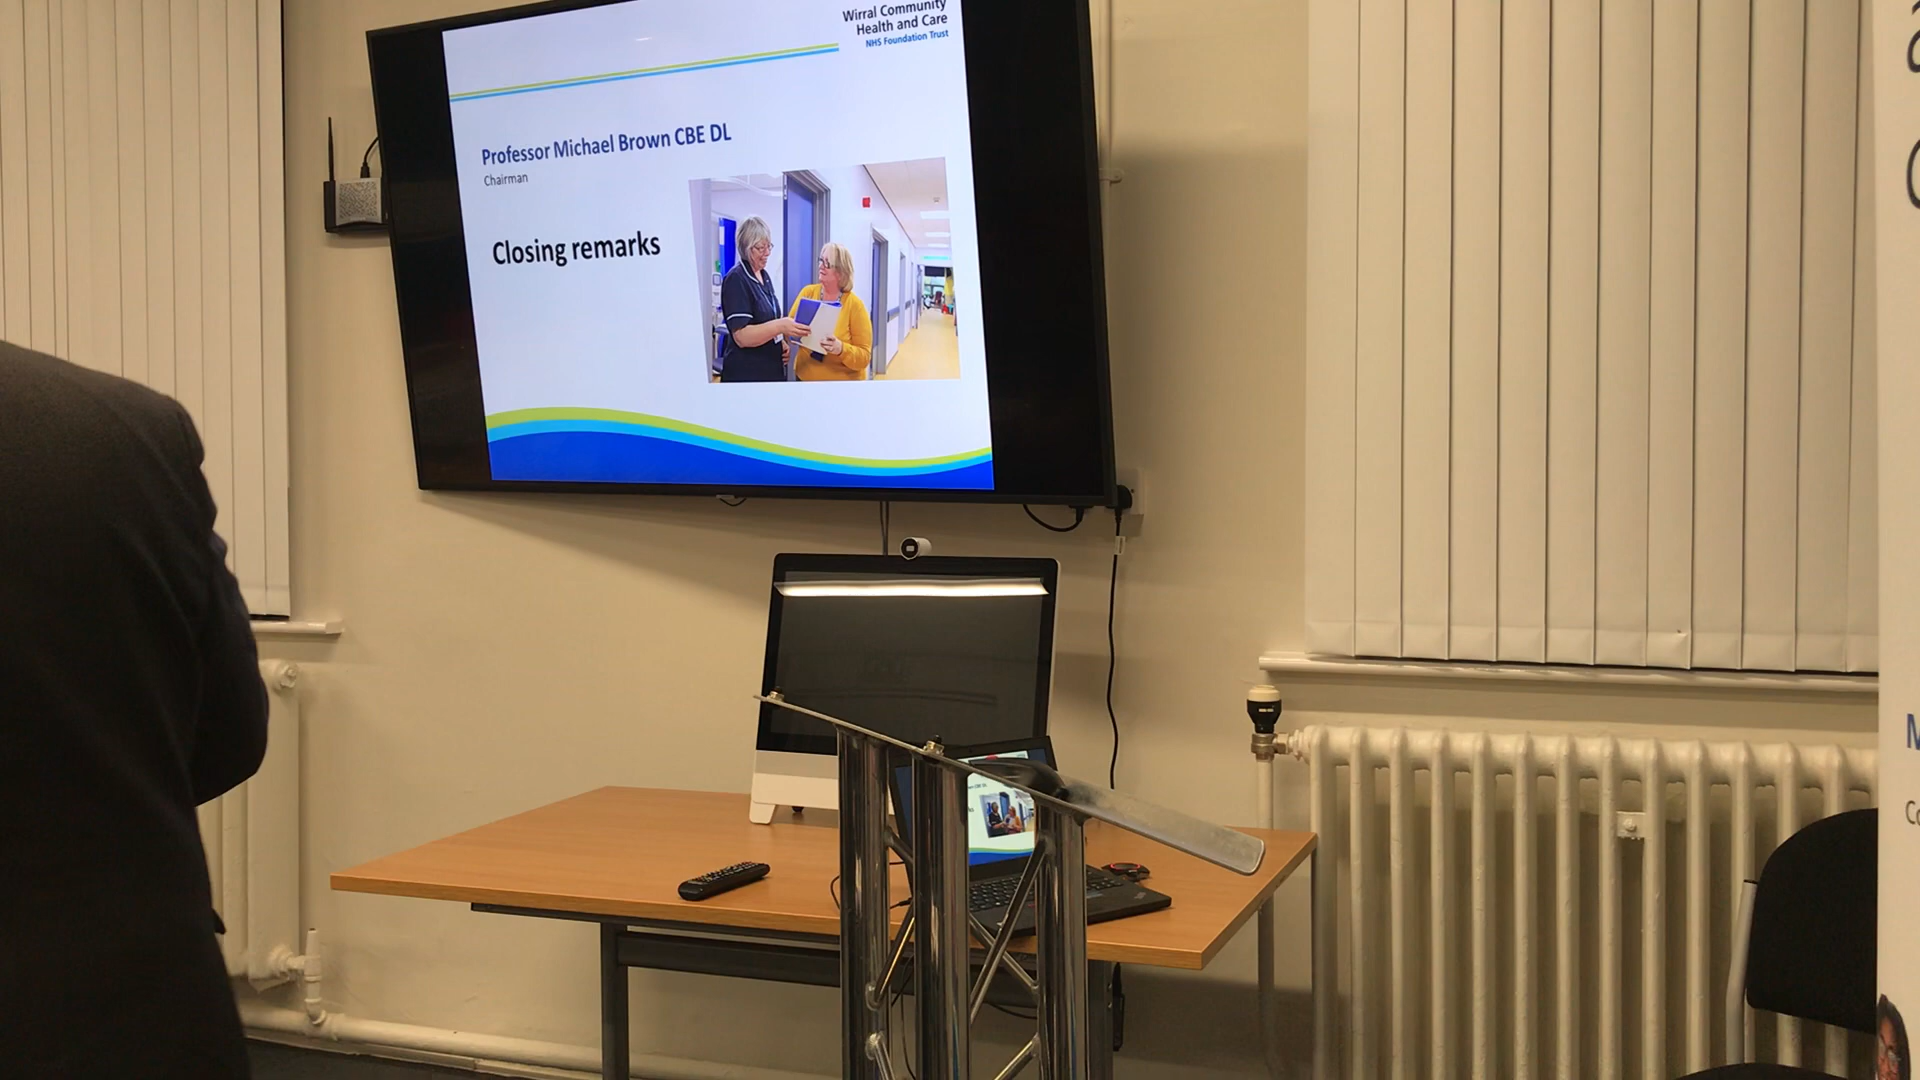 Wirral Community
Health and Care
NHS Foundation Trust
Professor Michael Brown CBE DL
Chairman
Closing remarks